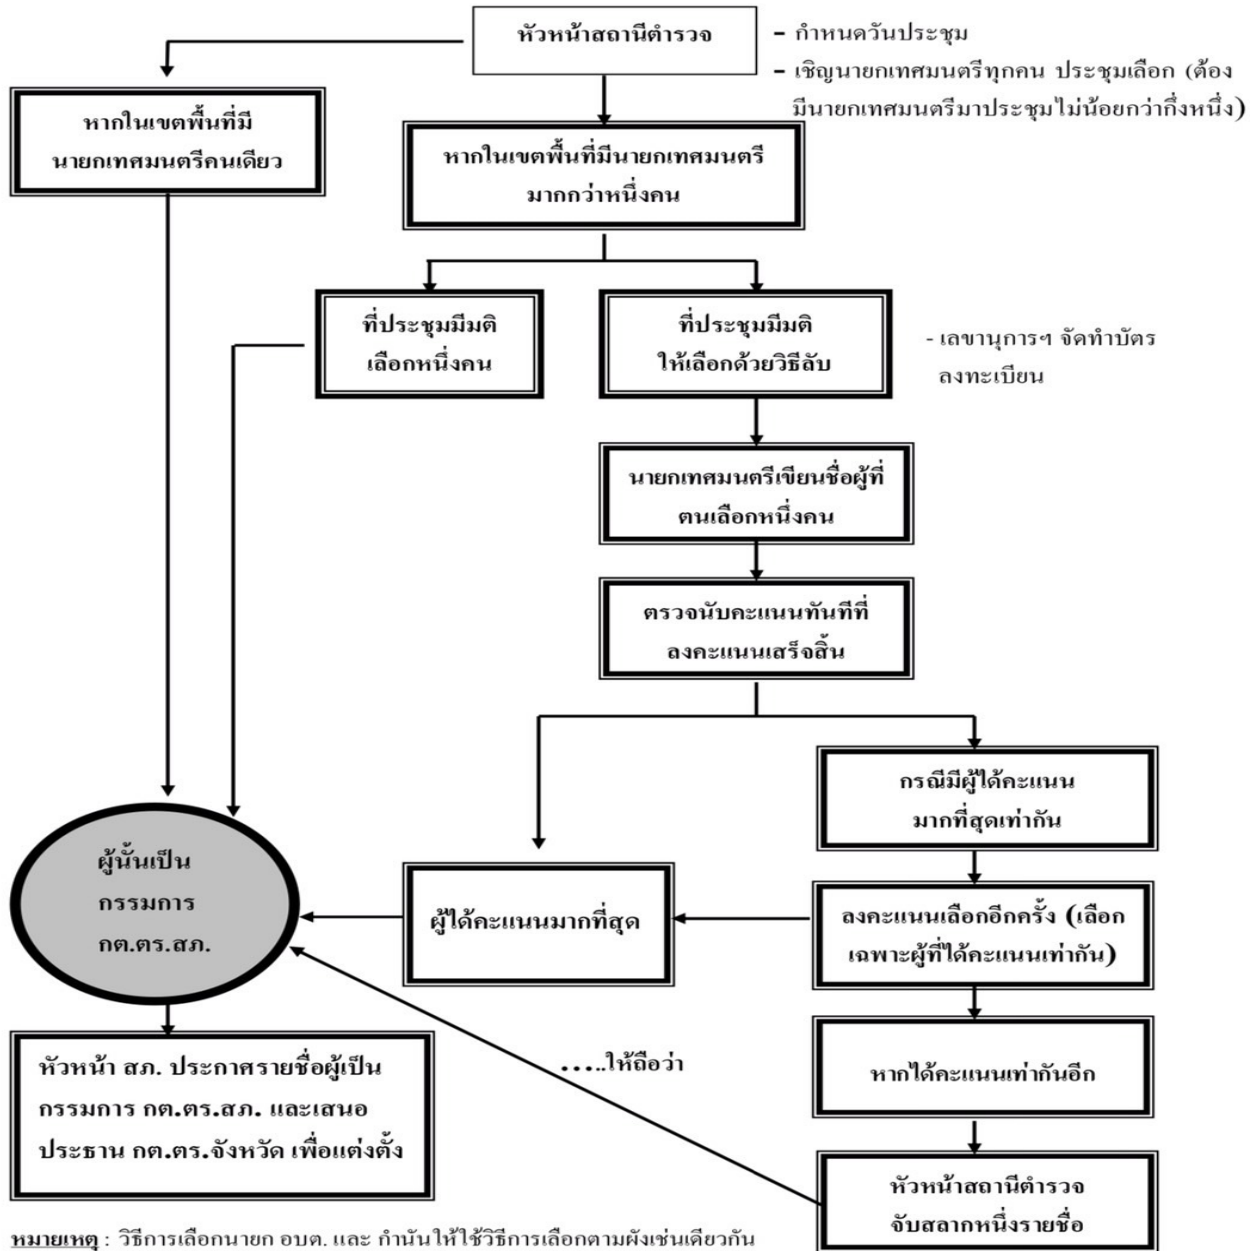 หัวหน้าสถานีตำรวจ
- กำหนดวันประชุม
- เชิญนายกเทศมนตรีทุกคน ประชุมเลือก (ต้อง
มีนายกเทศมนตรีมาประชุมไม่น้อยกว่ากึ่งหนึ่ง)
หากในเขตพื้นที่มี
นายกเทศมนตรีคนเดียว
หากในเขตพื้นที่มีนายกเทศมนตรี
มากกว่าหนึ่งคน
ที่ประชุมมีมติ
เลือกหนึ่งคน
ที่ประชุมมีมติ
ให้เลือกด้วยวิธีลับ
- เลขานุการฯ จัดทำบัตร
ลงทะเบียน
นายกเทศมนตรีเขียนชื่อผู้ที่
ตนเลือกหนึ่งคน
ตรวจนับคะแนนทันทีที่
ลงคะแนนเสร็จสิ้น
กรณีมีผู้ได้คะแนน
มากที่สุดเท่ากัน
ผู้นั้นเป็น
กรรมการ
กต.ตร.สภ.
ผู้ได้คะแนนมากที่สุด
ลงคะแนนเลือกอีกครั้ง (เลือก
เฉพาะผู้ที่ได้คะแนนเท่ากัน)
หัวหน้า สภ. ประกาศรายชื่อผู้เป็น
กรรมการ กต.ตร.สภ. และเสนอ
ประธาน กต.ตร.จังหวัด เพื่อแต่งตั้ง
.....ให้ถือว่า
หากได้คะแนนเท่ากันอีก
หัวหน้าสถานีตำรวจ
จับสลากหนึ่งรายชื่อ
หมายเหตุ : วิธีการเลือกนายก อบต. และ กำนันให้ใช้วิธีการเลือกตามผังเช่นเดียวกัน